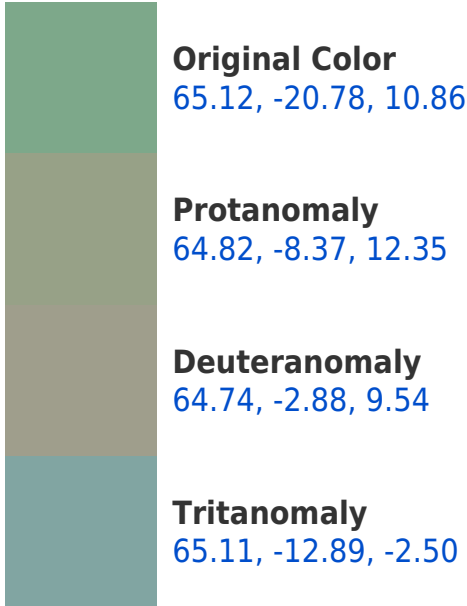 Original Color
65.12, -20.78, 10.86
Protanomaly
64.82, -8.37, 12.35
Deuteranomaly
64.74, -2.88, 9.54
Tritanomaly
65.11, -12.89, -2.50